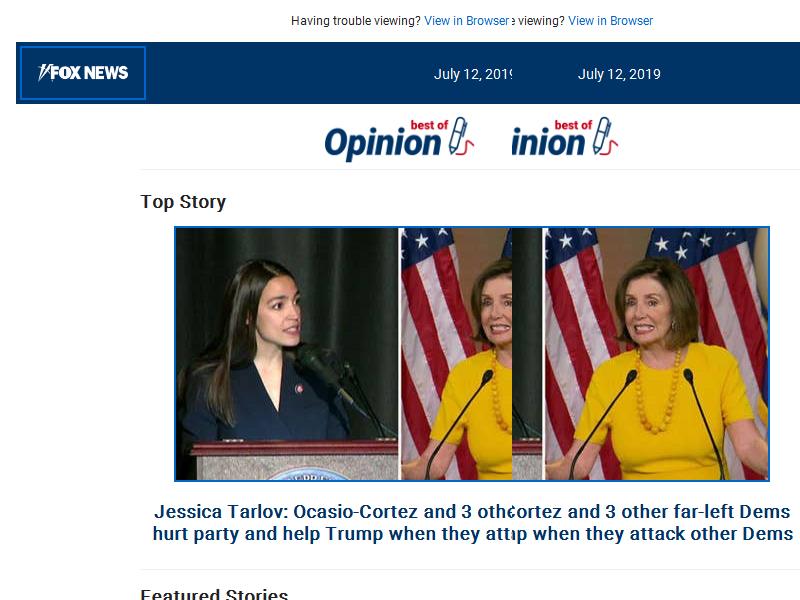 Having trouble viewing? View in Browser e viewing? View in Browser
FOX NEWS
July 12, 2019 July 12, 2019
best of best of
Opinion inion
Top Story
Jessica Tarlov: Ocasio-Cortez and 3 oth Cortez and 3 other far-left Dems
hurt party and help Trump when they att p when they attack other Dems
Featured Stories